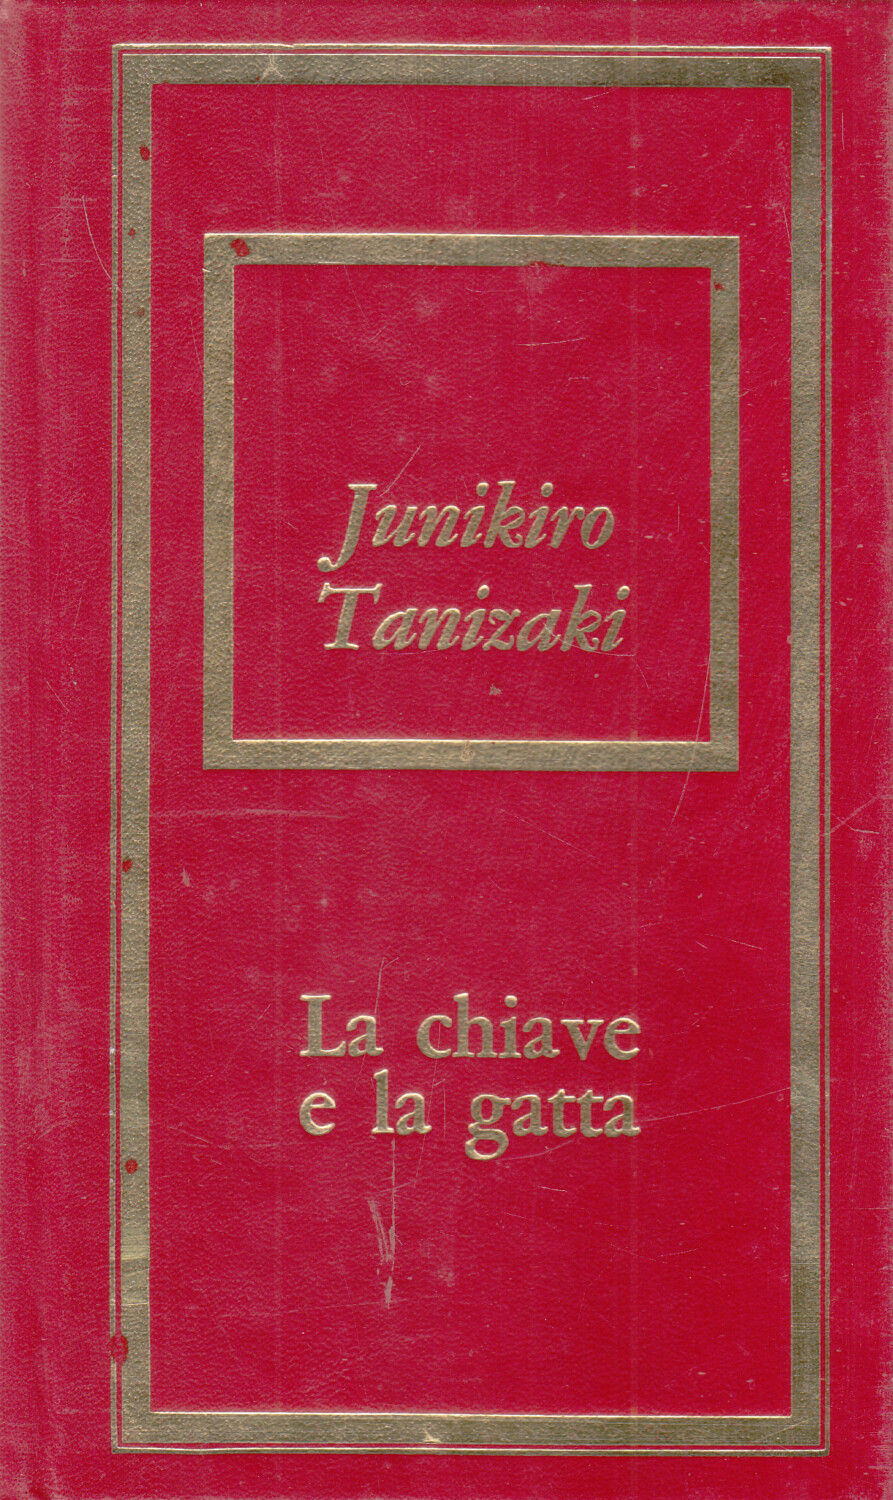 Junikiro
Tanizaki
La chiave
e la gatta